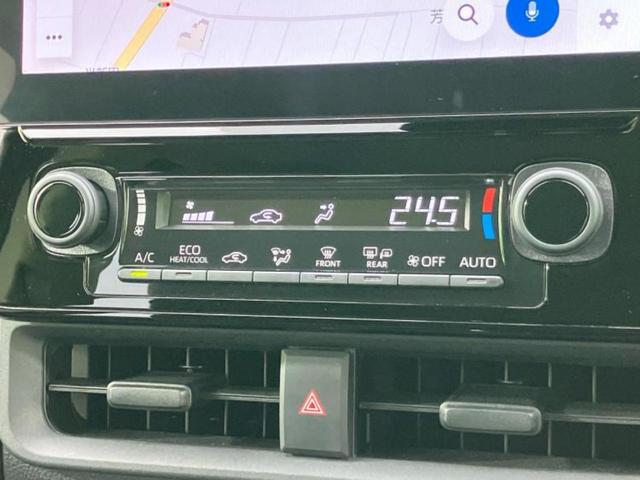 芳
24.5
A/C
ECO
HEAT/COOL
FRONT
REAR
OFF
AUTO